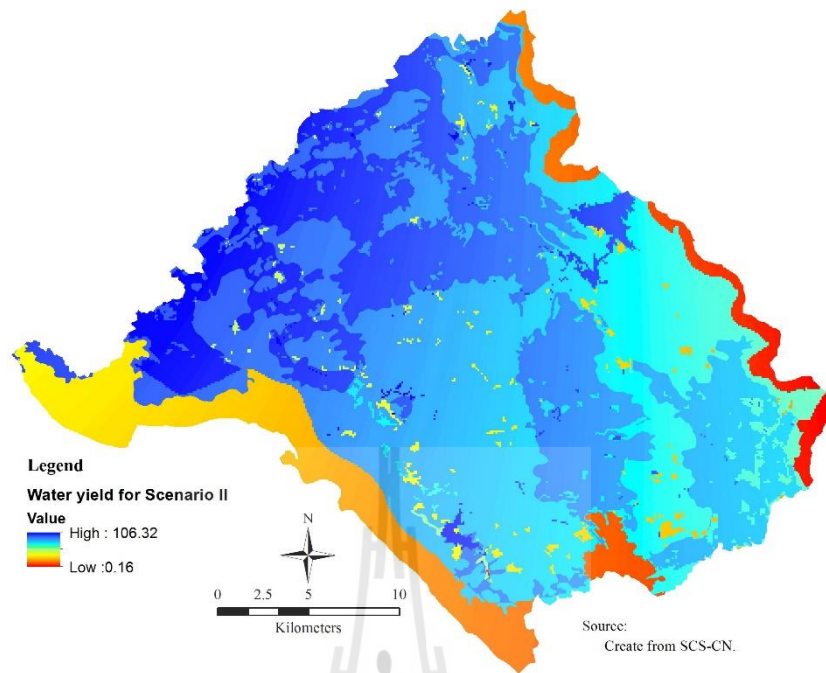 Legend
Water yield for Scenario II
Value
High : 106.32
Low :0.16
N
0 2.5 5 10
Kilometers
Source:
Create from SCS-CN.